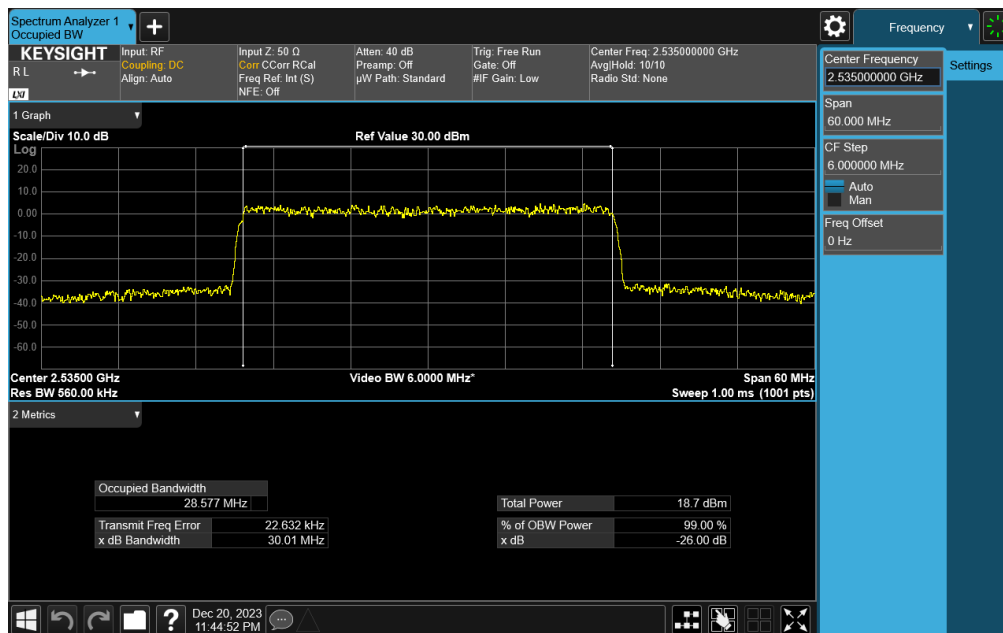 Spectrum Analyzer 1
Occupied BW
Frequency
KEYSIGHT
R L
LXI
Input: RF
Coupling: DC
Align: Auto
Input Z: 50 Ω
Corr CCorr RCal
Freq Ref: Int (S)
NFE: Off
Atten: 40 dB
Preamp: Off
µW Path: Standard
Trig: Free Run
Gate: Off
#IF Gain: Low
Center Freq: 2.535000000 GHz
Avg|Hold: 10/10
Radio Std: None
Center Frequency
2.535000000 GHz
Settings
Span
60.000 MHz
CF Step
6.000000 MHz
Auto
Man
Freq Offset
0 Hz
1 Graph
Scale/Div 10.0 dB
Ref Value 30.00 dBm
Log
20.0
10.0
0.00
-10.0
-20.0
-30.0
-40.0
-50.0
-60.0
Center 2.53500 GHz
Video BW 6.0000 MHz*
Span 60 MHz
Res BW 560.00 kHz
Sweep 1.00 ms (1001 pts)
2 Metrics
Occupied Bandwidth
28.577 MHz
Total Power 18.7 dBm
Transmit Freq Error 22.632 kHz
% of OBW Power 99.00 %
x dB Bandwidth 30.01 MHz
x dB -26.00 dB
?
Dec 20, 2023
11:44:52 PM